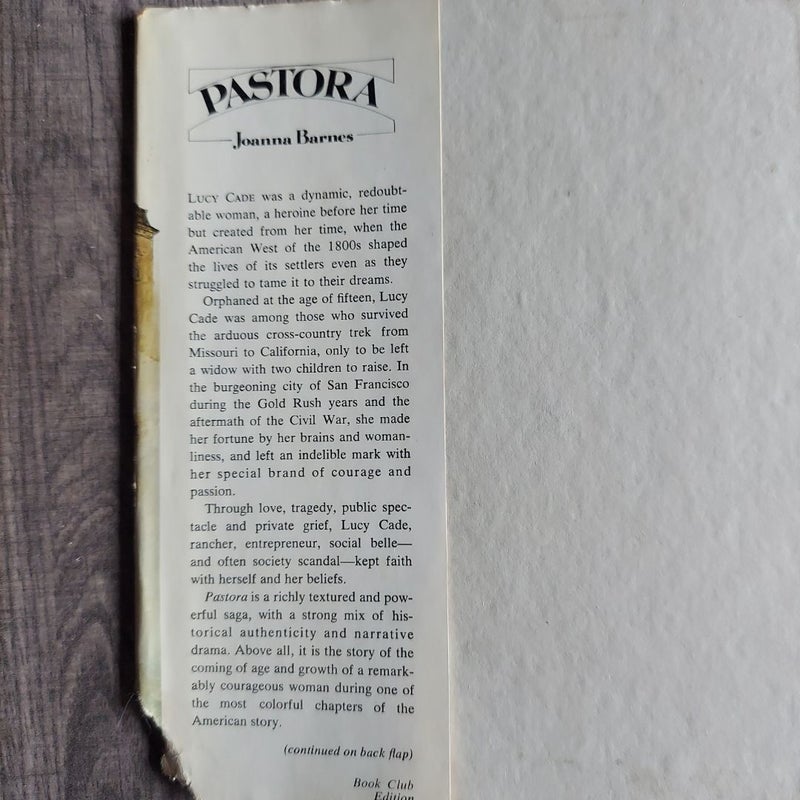 PASTORA
Joanna Barnes
LUCY CADE was a dynamic, redoubt-
able woman, a heroine before her time
but created from her time, when the
American West of the 1800s shaped
the lives of its settlers even as they
struggled to tame it to their dreams.
Orphaned at the age of fifteen, Lucy
Cade was among those who survived
the arduous cross-country trek from
Missouri to California, only to be left
a widow with two children to raise. In
the burgeoning city of San Francisco
during the Gold Rush years and the
aftermath of the Civil War, she made
her fortune by her brains and woman-
liness, and left an indelible mark with
her special brand of courage and
passion.
Through love, tragedy, public spec-
tacle and private grief, Lucy Cade,
rancher, entrepreneur, social belle—
and often society scandal—kept faith
with herself and her beliefs.
Pastora is a richly textured and pow-
erful saga, with a strong mix of his-
torical authenticity and narrative
drama. Above all, it is the story of the
coming of age and growth of a remark-
ably courageous woman during one of
the most colorful chapters of the
American story.
(continued on back flap)
Book Club
Edition